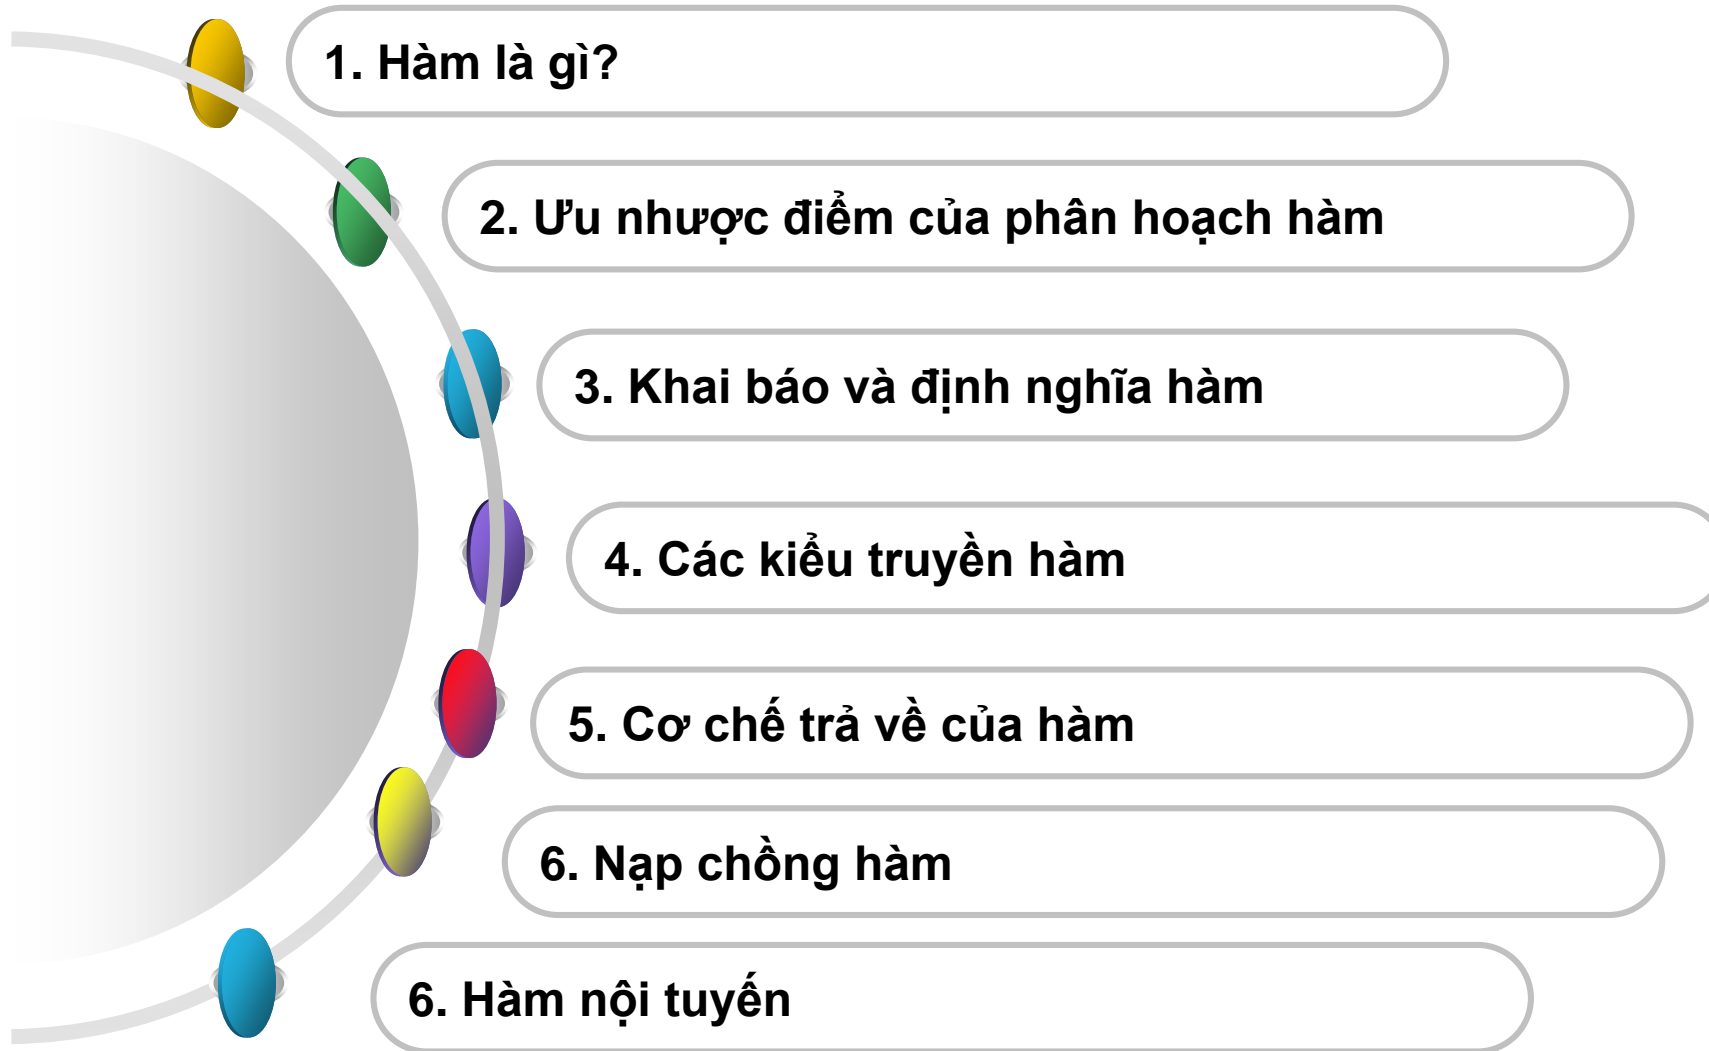 1. Hàm là gì?
2. Ưu nhược điểm của phân hoạch hàm
3. Khai báo và định nghĩa hàm
4. Các kiểu truyền hàm
5. Cơ chế trả về của hàm
6. Nạp chồng hàm
6. Hàm nội tuyến